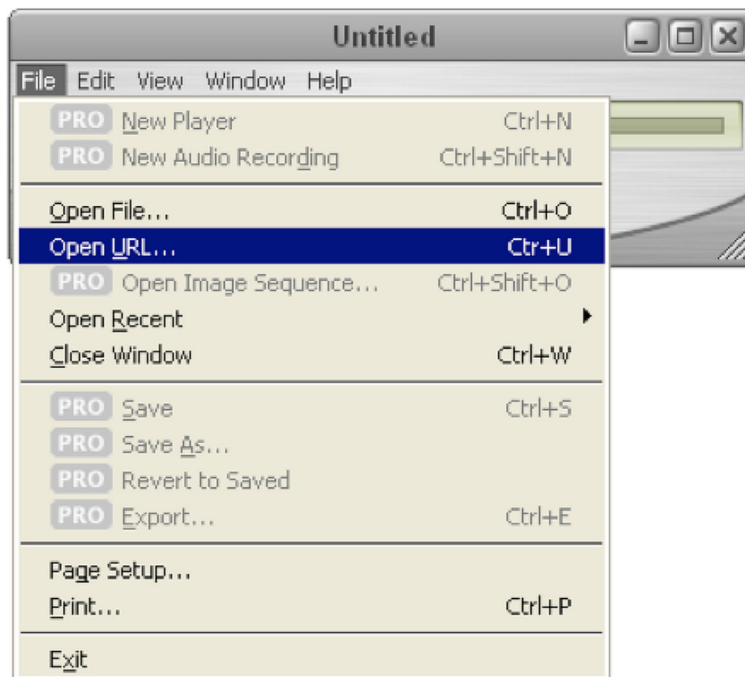 Untitled
File Edit View Window Help
PRO New Player Ctrl+N
PRO New Audio Recording Ctrl+Shift+N
Open File... Ctrl+O
Open URL... Ctr+U
PRO Open Image Sequence... Ctrl+Shift+O
Open Recent
Close Window Ctrl+W
PRO Save Ctrl+S
PRO Save As...
PRO Revert to Saved
PRO Export... Ctrl+E
Page Setup...
Print... Ctrl+P
Exit